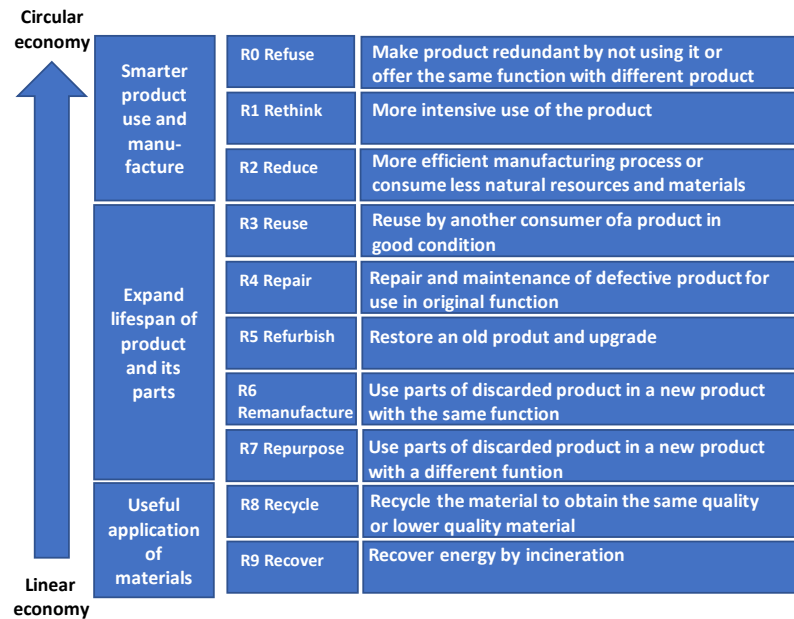 Circular
economy
Smarter
product
use and
manu-
facture
R0 Refuse
Make product redundant by not using it or
offer the same function with different product
R1 Rethink
More intensive use of the product
R2 Reduce
More efficient manufacturing process or
consume less natural resources and materials
Expand
lifespan of
product
and its
parts
R3 Reuse
Reuse by another consumer ofa product in
good condition
R4 Repair
Repair and maintenance of defective product for
use in original function
R5 Refurbish
Restore an old produt and upgrade
R6
Remanufacture
Use parts of discarded product in a new product
with the same function
R7 Repurpose
Use parts of discarded product in a new product
with a different funtion
Useful
application
of
materials
R8 Recycle
Recycle the material to obtain the same quality
or lower quality material
R9 Recover
Recover energy by incineration
Linear
economy